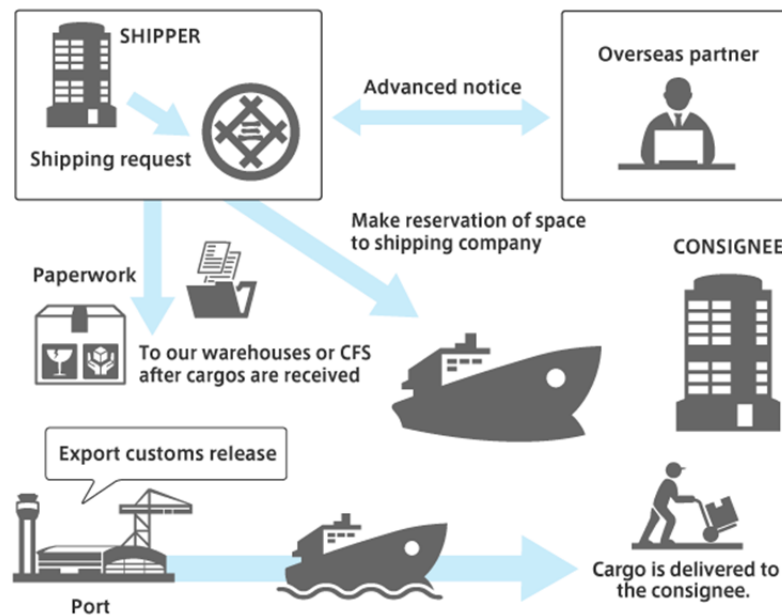 SHIPPER
Shipping request
三
Advanced notice
Overseas partner
Make reservation of space
to shipping company
CONSIGNEE
Paperwork
To our warehouses or CFS
after cargos are received
Export customs release
Port
Cargo is delivered to
the consignee.